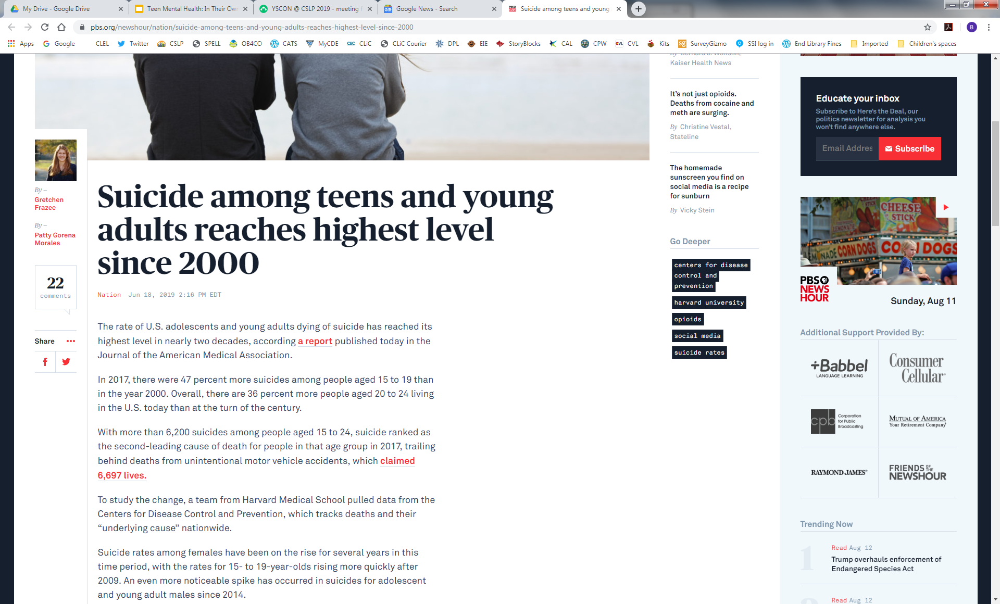 My Drive - Google Drive
Teen Mental Health: In Their Ow
YSCON @ CSLP 2019 - meeting
Google News - Search
Suicide among teens and young
pbs.org/newshour/nation/suicide-among-teens-and-young-adults-reaches-highest-level-since-2000
B
Apps
Google
CLEL
Twitter
CSLP
SPELL
OB4CO
CATS
MyCDE
CEC CLiC
CLiC Courier
DPL
EIE
StoryBlocks
CAL
CPW
CVL CVL
Kits
sg SurveyGizmo
SSI log in
End Library Fines
Imported
Children's spaces
By –
Gretchen
Frazee
By –
Patty Gorena
Morales
22
comments
Share
Suicide among teens and young
adults reaches highest level
since 2000
Nation Jun 18, 2019 2:16 PM EDT
The rate of U.S. adolescents and young adults dying of suicide has reached its
highest level in nearly two decades, according a report published today in the
Journal of the American Medical Association.
In 2017, there were 47 percent more suicides among people aged 15 to 19 than
in the year 2000. Overall, there are 36 percent more people aged 20 to 24 living
in the U.S. today than at the turn of the century.
With more than 6,200 suicides among people aged 15 to 24, suicide ranked as
the second-leading cause of death for people in that age group in 2017, trailing
behind deaths from unintentional motor vehicle accidents, which claimed
6,697 lives.
To study the change, a team from Harvard Medical School pulled data from the
Centers for Disease Control and Prevention, which tracks deaths and their
“underlying cause” nationwide.
Suicide rates among females have been on the rise for several years in this
time period, with the rates for 15- to 19-year-olds rising more quickly after
2009. An even more noticeable spike has occurred in suicides for adolescent
and young adult males since 2014.
By Bernard J. Wolfson,
Kaiser Health News
It’s not just opioids.
Deaths from cocaine and
meth are surging.
By Christine Vestal,
Stateline
The homemade
sunscreen you find on
social media is a recipe
for sunburn
By Vicky Stein
Go Deeper
centers for disease
control and
prevention
harvard university
opioids
social media
suicide rates
Educate your inbox
Subscribe to Here’s the Deal, our
politics newsletter for analysis you
won’t find anywhere else.
Email Addres
Subscribe
CHEESE
STICK
LEMONADE
CORN DOGS
CORN DOGS
PBS
NEWS
HOUR
Sunday, Aug 11
Additional Support Provided By:
+Babbel
LANGUAGE LEARNING
Consumer
Cellular
cpb
Corporation
for Public
Broadcasting
MUTUAL OF AMERICA
Your Retirement Company
RAYMOND JAMES
FRIENDS OF THE
NEWSHOUR
Trending Now
1
Read Aug 12
Trump overhauls enforcement of
Endangered Species Act
Read Aug 12